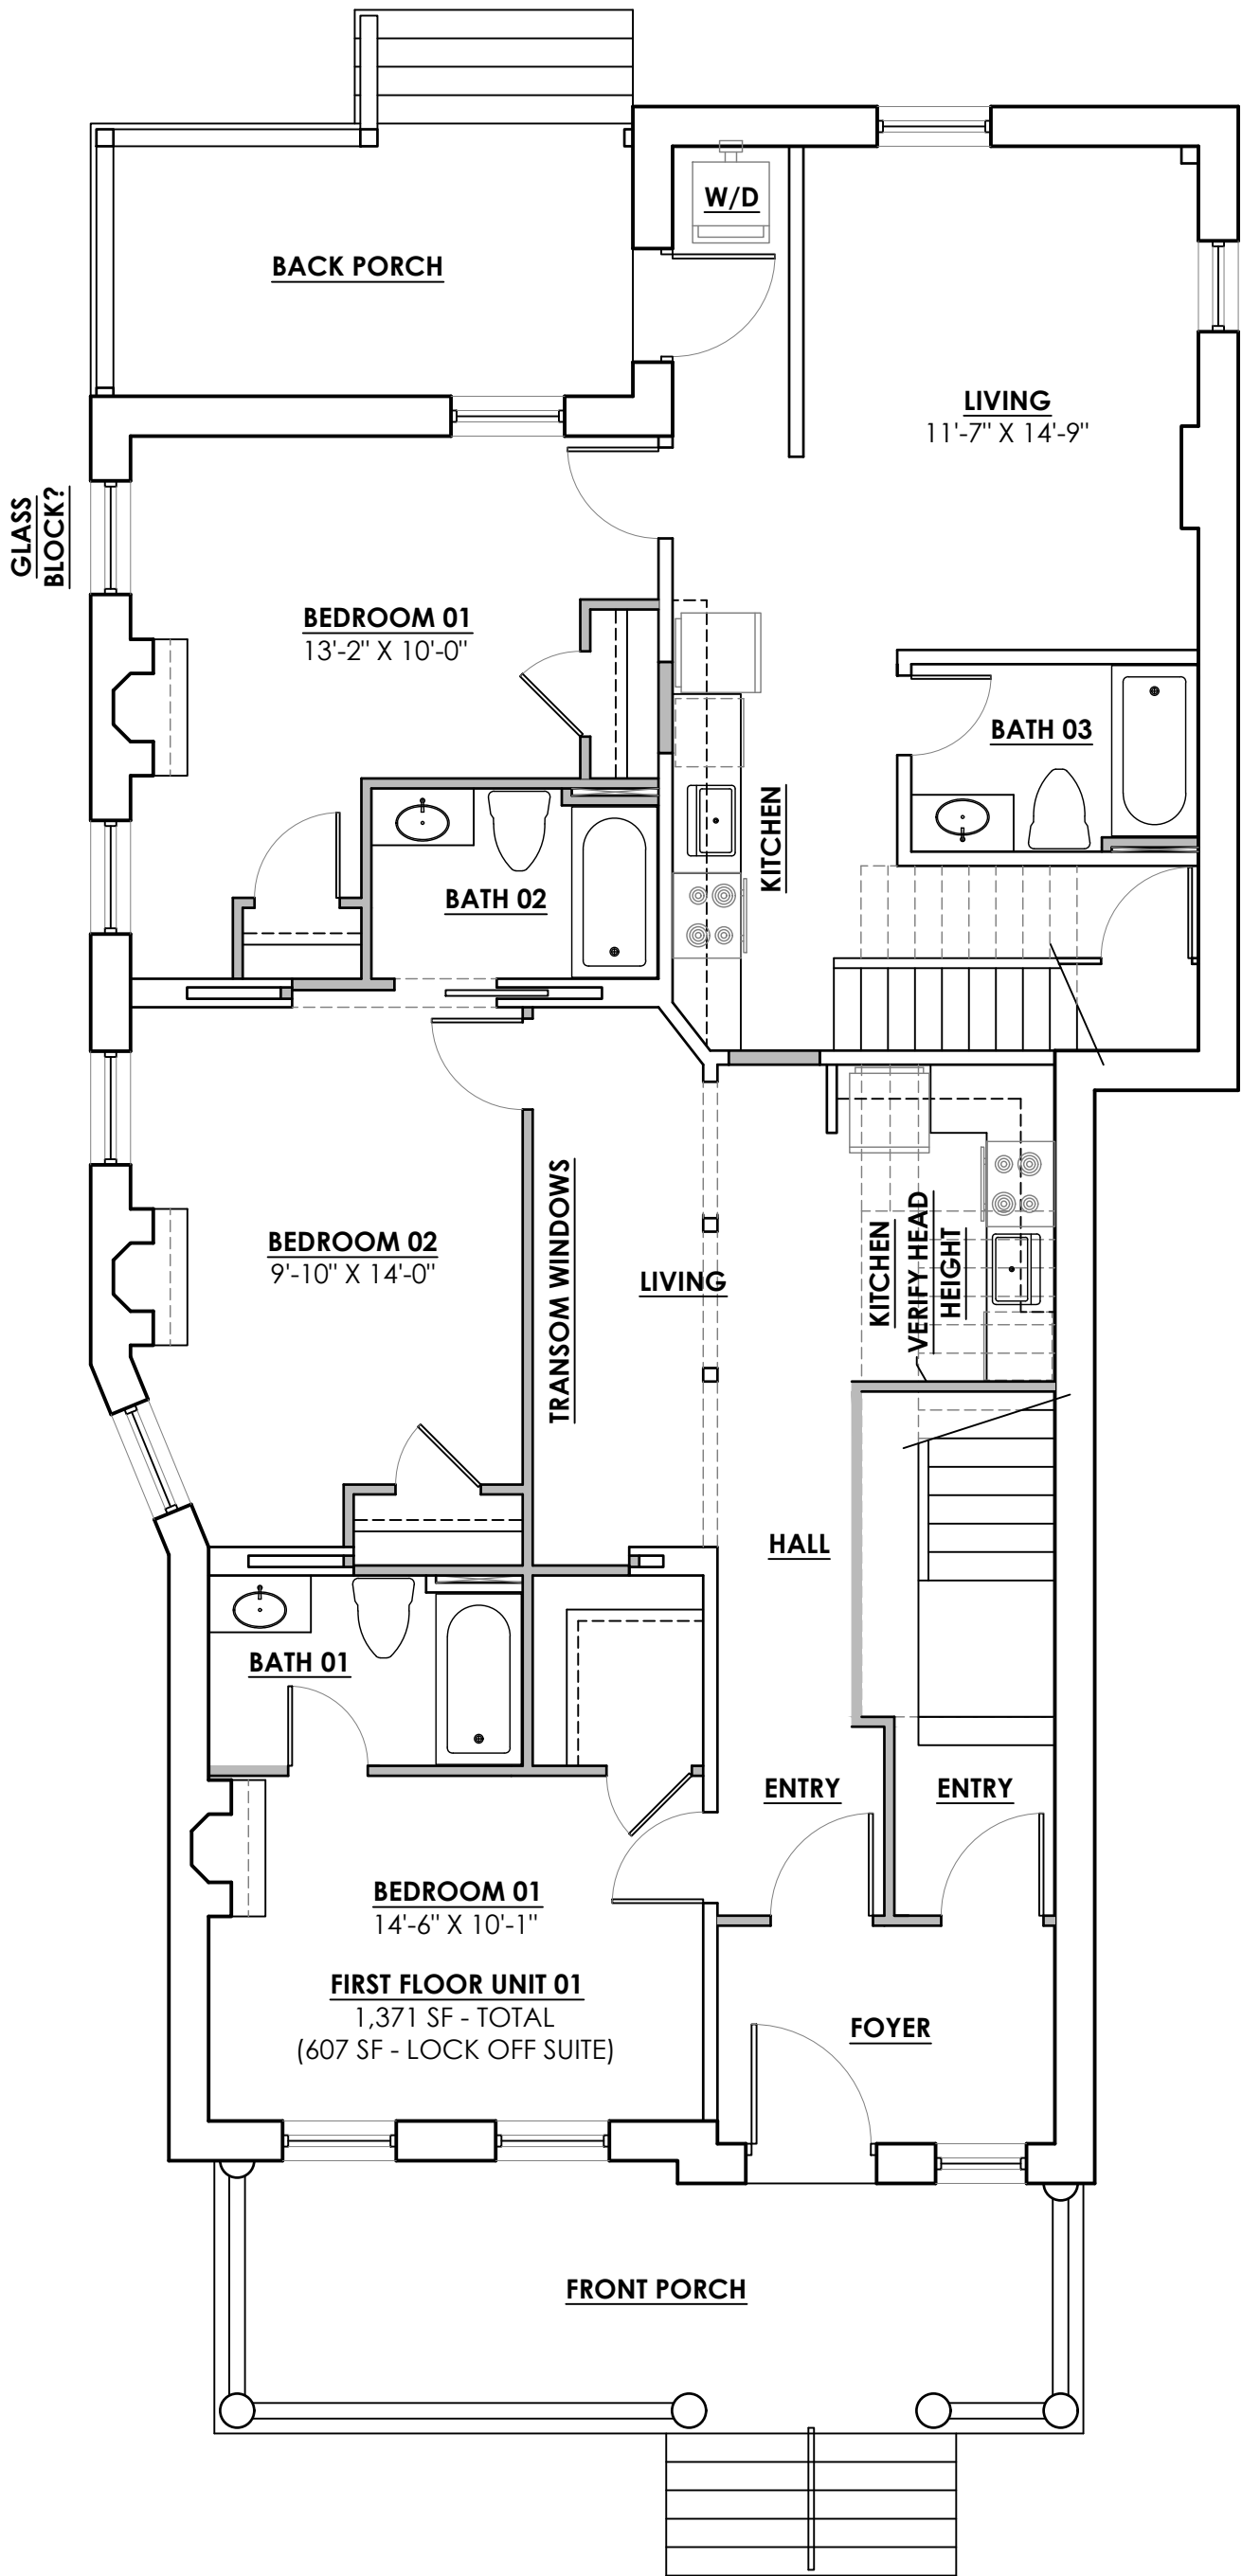 W/D
BACK PORCH
LIVING
11'-7" X 14'-9"
GLASS
BLOCK?
BEDROOM 01
13'-2" X 10'-0"
BATH 03
KITCHEN
BATH 02
TRANSOM WINDOWS
KITCHEN
VERIFY HEAD
HEIGHT
BEDROOM 02
9'-10" X 14'-0"
LIVING
HALL
BATH 01
ENTRY
ENTRY
BEDROOM 01
14'-6" X 10'-1"
FIRST FLOOR UNIT 01
1,371 SF - TOTAL
(607 SF - LOCK OFF SUITE)
FOYER
FRONT PORCH